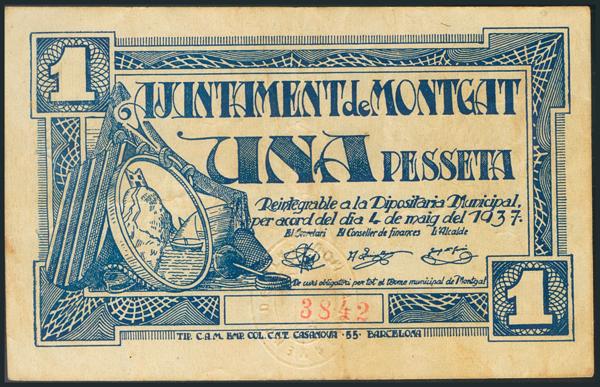 1
AJUNTAMENT de MONTGAT
UNA PESSETA
Reintegrable a la Dipositaria Municipal,
per acord del dia 4 de maig del 1937.
El Secretari El Conseller de finances L'Alcalde
De curs obligatori per tot el terme municipal de Montgat
3842
1
TIP. C.A.M. EMP. COL. C.N.T. CASANOVA · 55 · BARCELONA